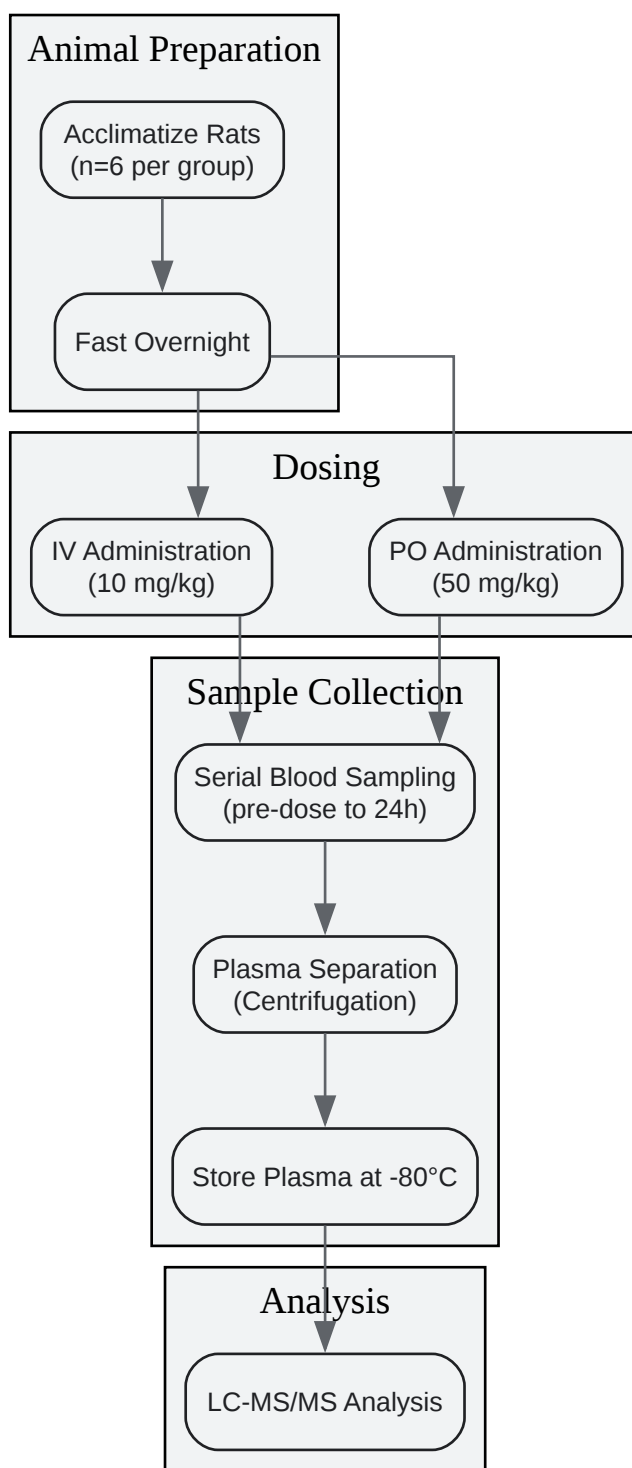 Animal Preparation
Acclimatize Rats
(n=6 per group)
Fast Overnight
Dosing
IV Administration
(10 mg/kg)
PO Administration
(50 mg/kg)
Sample Collection
Serial Blood Sampling
(pre-dose to 24h)
Plasma Separation
(Centrifugation)
Store Plasma at -80°C
Analysis
LC-MS/MS Analysis